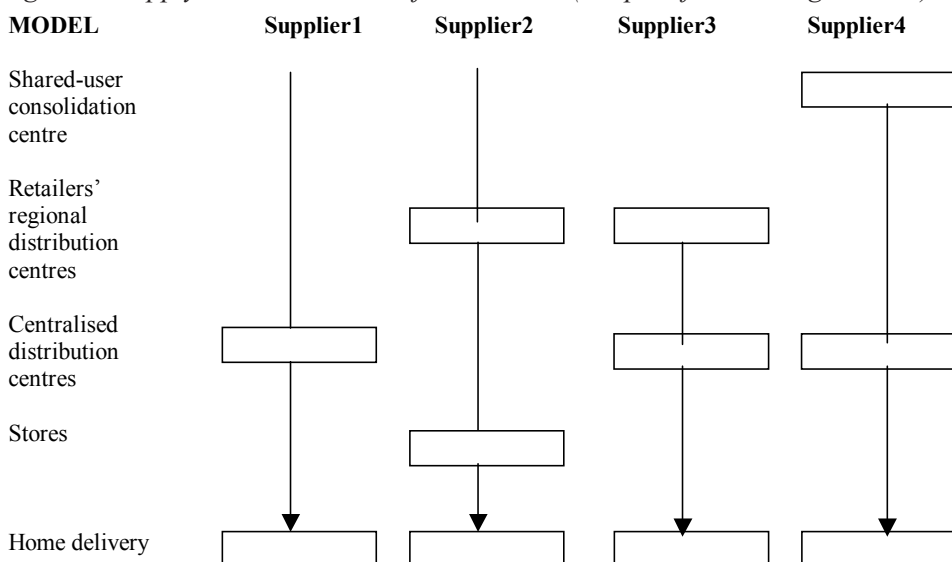 MODEL Supplier1 Supplier2 Supplier3 Supplier4
Shared-user
consolidation
centre
Retailers’
regional
distribution
centres
Centralised
distribution
centres
Stores
Home delivery